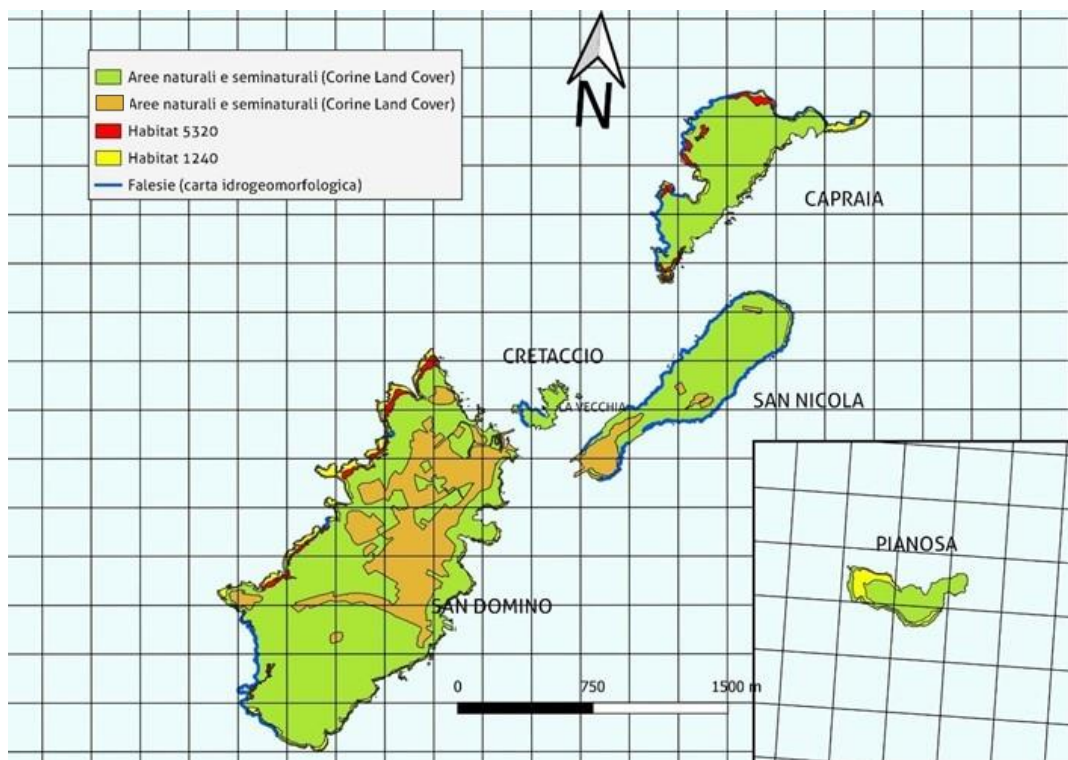 Aree naturali e seminaturali (Corine Land Cover)
Aree naturali e seminaturali (Corine Land Cover)
Habitat 5320
Habitat 1240
Falesie (carta idrogeomorfologica)
N
CAPRAIA
CRETACCIO
LA VECCHIA
SAN NICOLA
PIANOSA
SAN DOMINO
0 750 1500 m